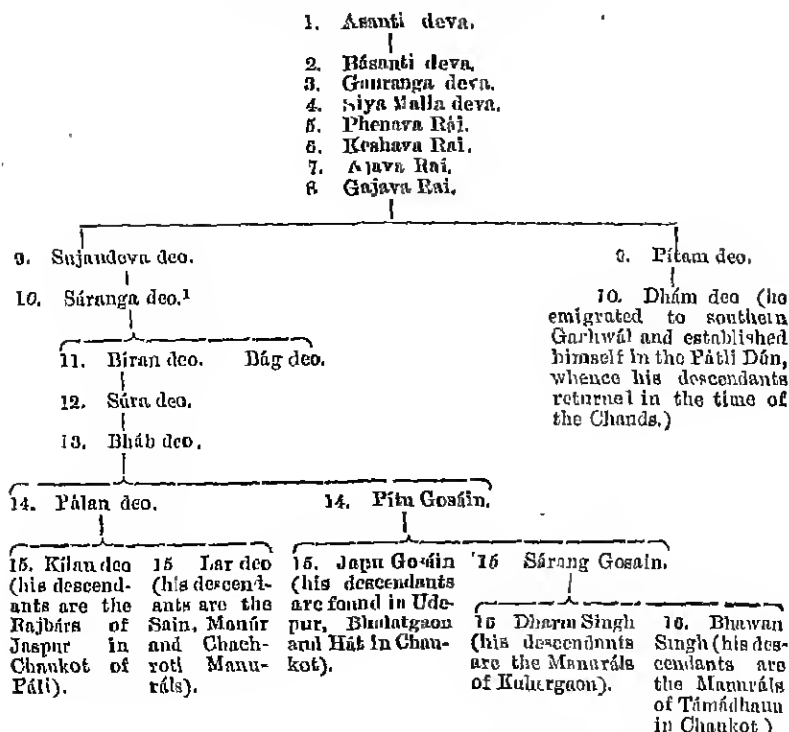 1. Asanti deva.
2. Básanti deva.
3. Gauranga deva.
4. Siya Malla deva.
5. Phenava Rái.
6. Keshava Rai.
7. Ajava Rai.
8 Gajava Rai.
9. Sujandeva deo.
9. Pítam deo.
10. Sáranga deo.¹
10. Dhám deo (he
emigrated to southern
Garhwál and established
himself in the Pátli Dún,
whence his descendants
returned in the time of
the Chands.)
11. Bíran deo. Bág deo.
12. Súra deo.
13. Bháb deo.
14. Pálan deo.
14. Pítu Gosáin.
15. Kílan deo
(his descend-
ants are the
Rajbárs of
Jaspur in
Chaukot of
Páli).
15 Lar deo
(his descend-
ants are the
Sain, Manúr
and Chach-
roti Manu-
ráls).
15. Japu Gosáin
(his descendants
are found in Ude-
pur, Bhalatgaon
and Hát in Chau-
kot).
15 Sárang Gosain.
16 Dharm Singh
(his descendants
are the Manuráls
of Kuhergaon).
16. Bhawan
Singh (his des-
cendants are
the Manuráls
of Támádhaun
in Chaukot)